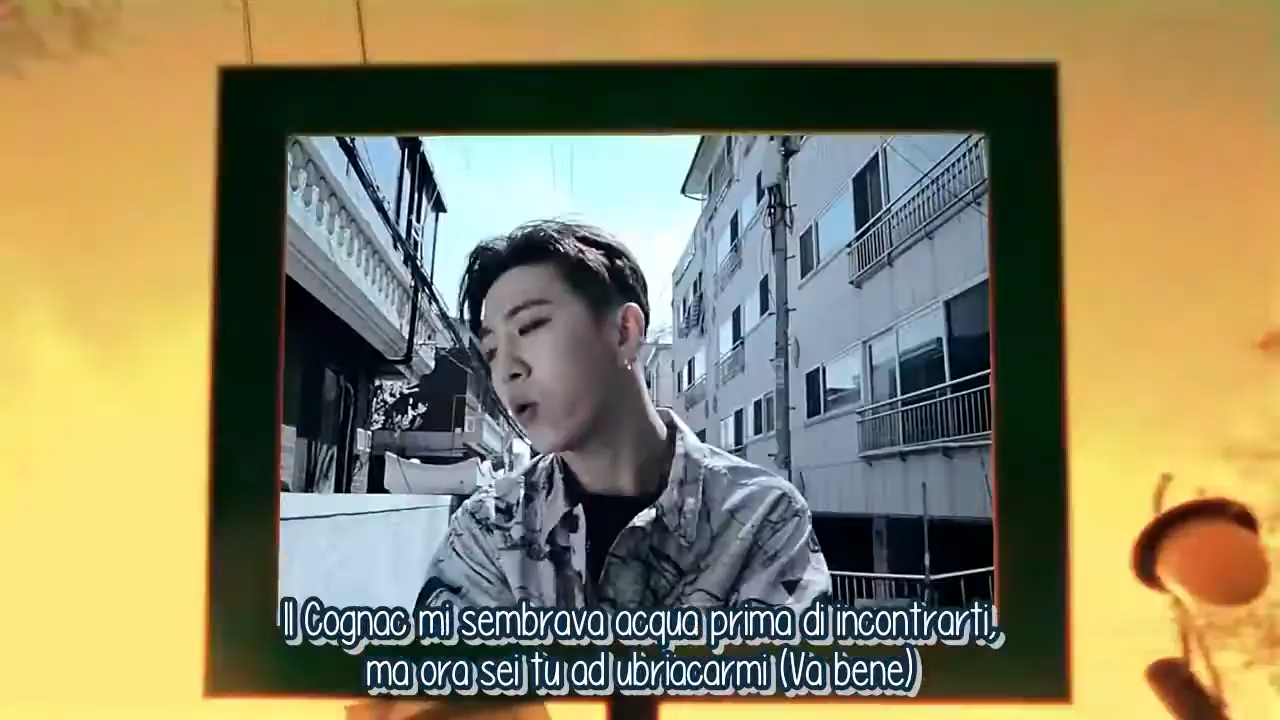 Il Cognac mi sembrava acqua prima di incontrarti,
ma ora sei tu ad ubriacarmi (Va bene)